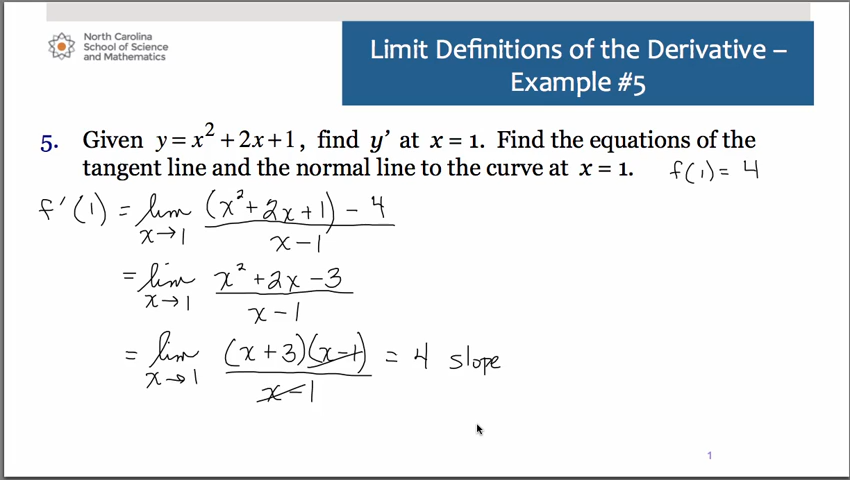 North Carolina
School of Science
and Mathematics
Limit Definitions of the Derivative –
Example #5
5. Given y = x² + 2x + 1, find y’ at x = 1. Find the equations of the
tangent line and the normal line to the curve at x = 1. f(1) = 4
f'(1) = lim x→1 ((x² + 2x + 1) − 4)/(x − 1)
= lim x→1 (x² + 2x − 3)/(x − 1)
= lim x→1 ((x + 3)(x − 1))/(x − 1) = 4 slope
1